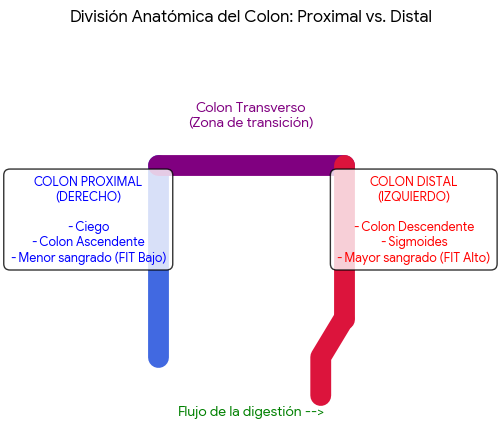 División Anatómica del Colon: Proximal vs. Distal
Colon Transverso
(Zona de transición)
COLON PROXIMAL
(DERECHO)
- Ciego
- Colon Ascendente
- Menor sangrado (FIT Bajo)
COLON DISTAL
(IZQUIERDO)
- Colon Descendente
- Sigmoides
- Mayor sangrado (FIT Alto)
Flujo de la digestión -->